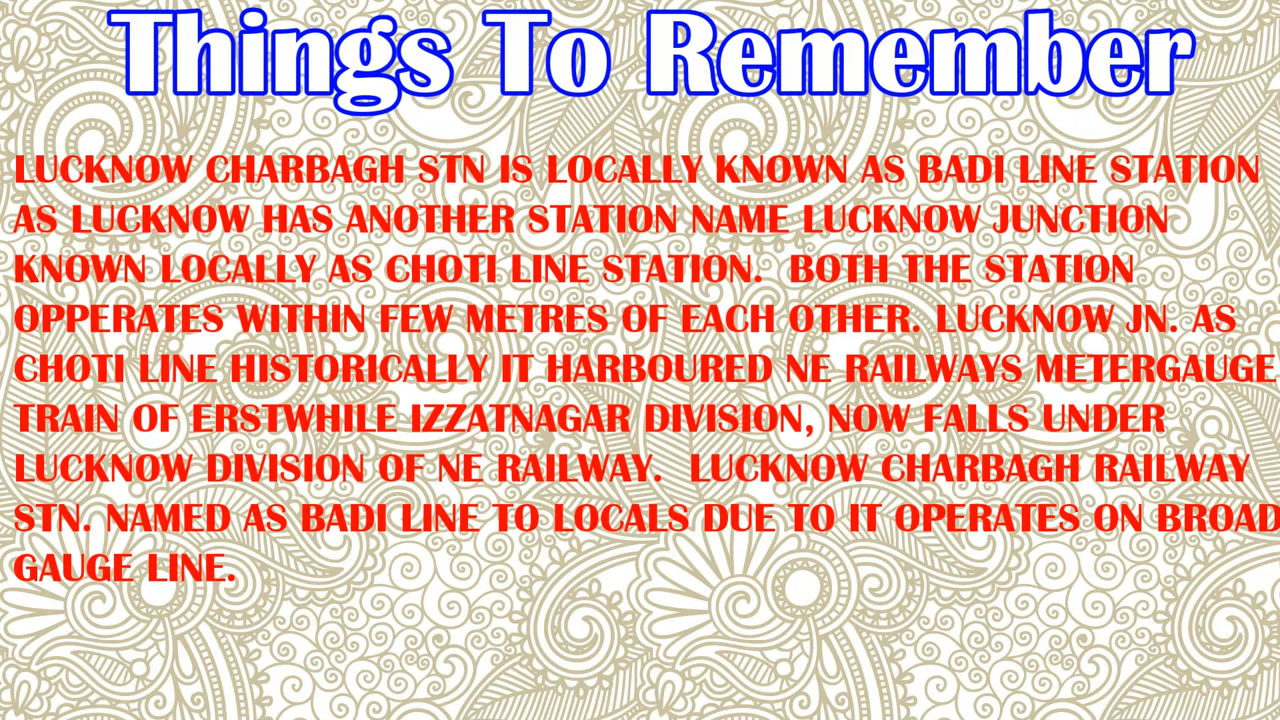 Things To Remember
LUCKNOW CHARBAGH STN IS LOCALLY KNOWN AS BADI LINE STATION
AS LUCKNOW HAS ANOTHER STATION NAME LUCKNOW JUNCTION
KNOWN LOCALLY AS CHOTI LINE STATION.  BOTH THE STATION
OPPERATES WITHIN FEW METRES OF EACH OTHER. LUCKNOW JN. AS
CHOTI LINE HISTORICALLY IT HARBOURED NE RAILWAYS METERGAUGE
TRAIN OF ERSTWHILE IZZATNAGAR DIVISION, NOW FALLS UNDER
LUCKNOW DIVISION OF NE RAILWAY.  LUCKNOW CHARBAGH RAILWAY
STN. NAMED AS BADI LINE TO LOCALS DUE TO IT OPERATES ON BROAD
GAUGE LINE.